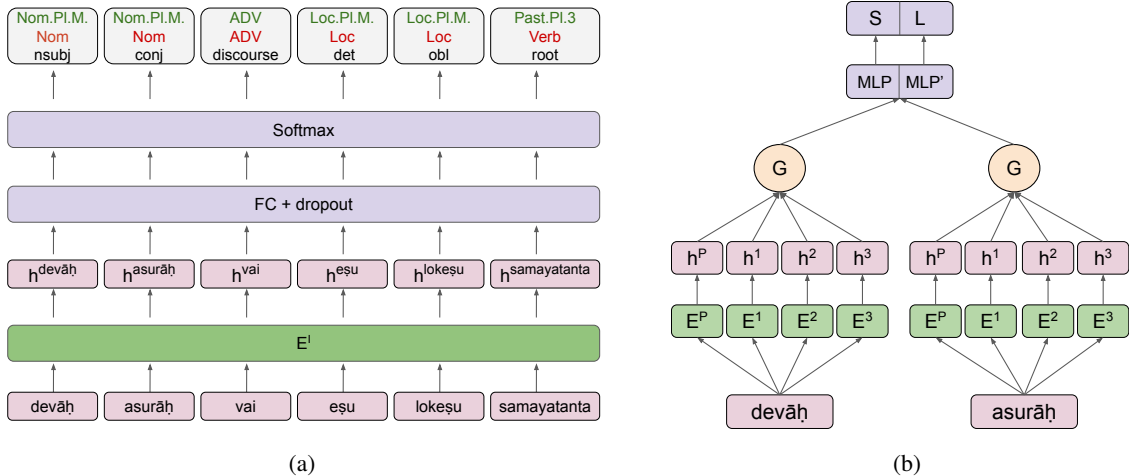 Nom.Pl.M. Nom.Pl.M. ADV Loc.Pl.M. Loc.Pl.M. Past.Pl.3
Nom Nom ADV Loc Loc Verb
nsubj conj discourse det obl root
Softmax
FC + dropout
h^devāḥ h^asurāḥ h^vai h^eṣu h^lokeṣu h^samayatanta
E^I
devāḥ asurāḥ vai eṣu lokeṣu samayatanta
(a)
S L
MLP MLP'
G G
h^P h^1 h^2 h^3 h^P h^1 h^2 h^3
E^P E^1 E^2 E^3 E^P E^1 E^2 E^3
devāḥ asurāḥ
(b)